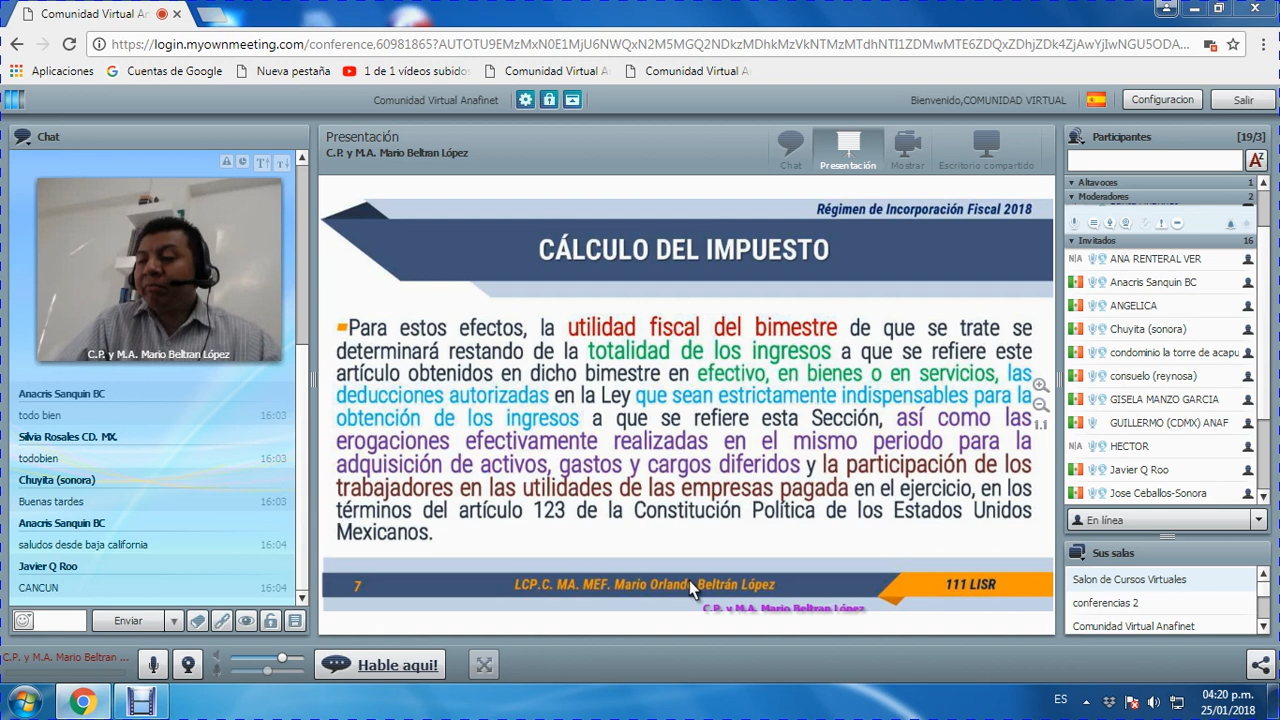 Comunidad Virtual An
https://login.myownmeeting.com/conference,60981865?AUTOTU9EMzMxN0E1MjU6NWQxN2M5MGQ2NDkzMDhkMzVkNTMzMTdhNTI1ZDMwMTE6ZDQxZDhjZDk4ZjAwYjIwNGU5ODA...
Aplicaciones
Cuentas de Google
Nueva pestaña
1 de 1 vídeos subido
Comunidad Virtual A
Comunidad Virtual A
Comunidad Virtual Anafinet
Bienvenido,COMUNIDAD VIRTUAL
Configuracion
Salir
Chat
C.P. y M.A. Mario Beltran López
Anacris Sanquin BC
todo bien 16:03
Silvia Rosales CD. MX.
todobien 16:03
Chuyita (sonora)
Buenas tardes 16:03
Anacris Sanquin BC
saludos desde baja california 16:04
Javier Q Roo
CANCUN 16:04
Enviar
C.P. y M.A. Mario Beltran ...
Hable aqui!
Presentación
C.P. y M.A. Mario Beltran López
Chat
Presentación
Mostrar
Escritorio compartido
Régimen de Incorporación Fiscal 2018
CÁLCULO DEL IMPUESTO
Para estos efectos, la utilidad fiscal del bimestre de que se trate se
determinará restando de la totalidad de los ingresos a que se refiere este
artículo obtenidos en dicho bimestre en efectivo, en bienes o en servicios, las
deducciones autorizadas en la Ley que sean estrictamente indispensables para la
obtención de los ingresos a que se refiere esta Sección, así como las
erogaciones efectivamente realizadas en el mismo periodo para la
adquisición de activos, gastos y cargos diferidos y la participación de los
trabajadores en las utilidades de las empresas pagada en el ejercicio, en los
términos del artículo 123 de la Constitución Política de los Estados Unidos
Mexicanos.
1.1
7
LCP.C. MA. MEF. Mario Orlando Beltrán López
111 LISR
C.P. y M.A. Mario Beltran López
Participantes [19/3]
Altavoces 1
Moderadores 2
Invitados 16
N/A ANA RENTERAL VER
Anacris Sanquin BC
ANGELICA
Chuyita (sonora)
condominio la torre de acapu
consuelo (reynosa)
GISELA MANZO GARCIA
GUILLERMO (CDMX) ANAF
N/A HECTOR
Javier Q Roo
Jose Ceballos-Sonora
En línea
Sus salas
Salon de Cursos Virtuales
conferencias 2
Comunidad Virtual Anafinet
ES
04:20 p.m.
25/01/2018